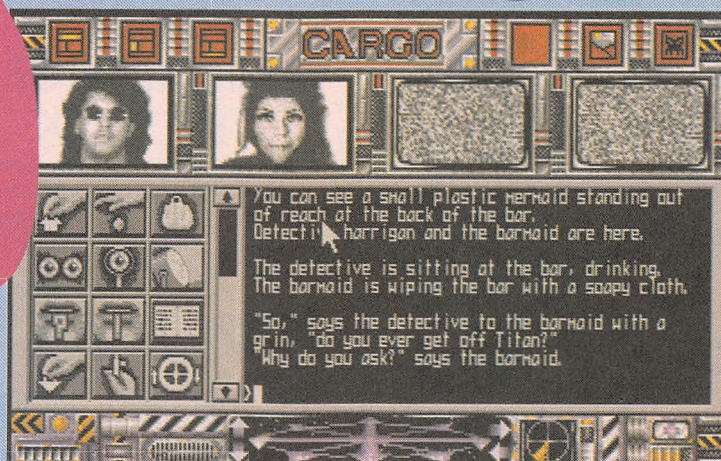 CARGO
You can see a small plastic mermaid standing out
of reach at the back of the bar.
Detective harrigan and the barmaid are here.
The detective is sitting at the bar, drinking.
The barmaid is wiping the bar with a soapy cloth.
"So," says the detective to the barmaid with a
grin, "do you ever get off Titan?"
"Why do you ask?" says the barmaid.
>